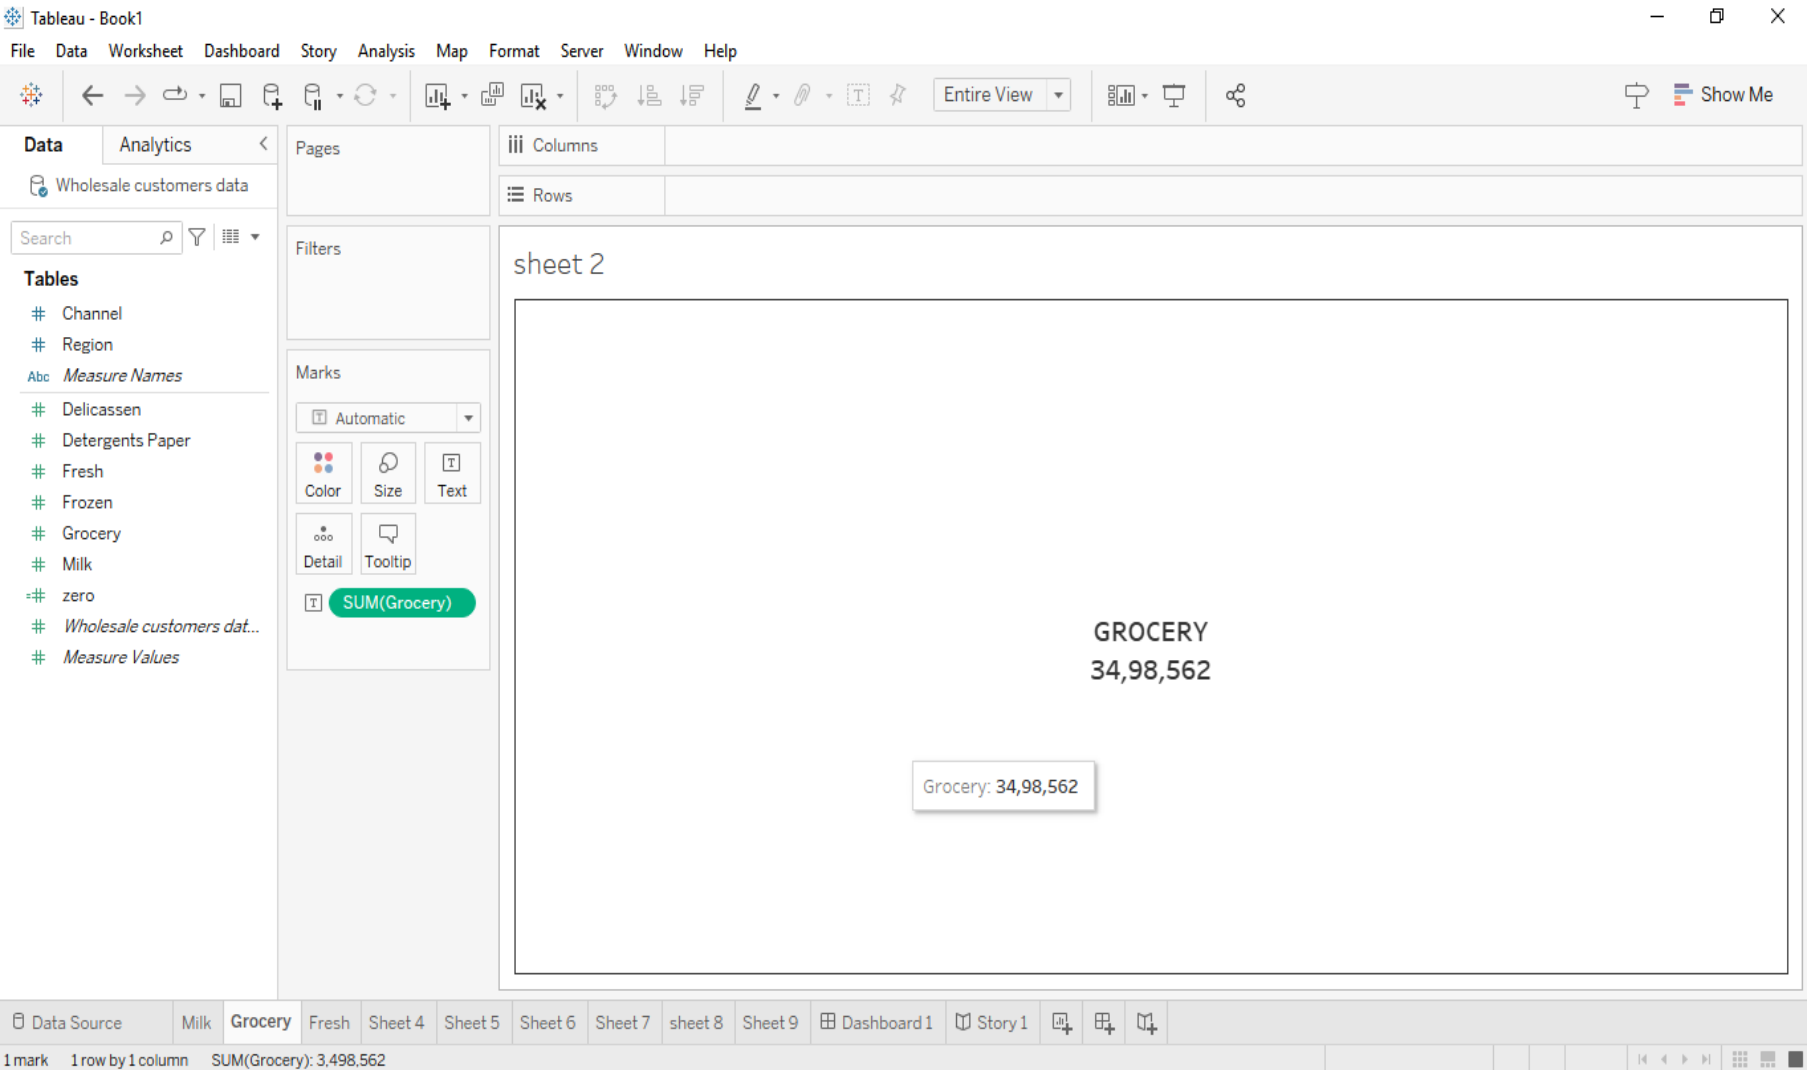 Tableau - Book1
File Data Worksheet Dashboard Story Analysis Map Format Server Window Help
Entire View
Show Me
Data Analytics
Wholesale customers data
Search
Tables
# Channel
# Region
Abc Measure Names
# Delicassen
# Detergents Paper
# Fresh
# Frozen
# Grocery
# Milk
=# zero
# Wholesale customers dat...
# Measure Values
Pages
Filters
Marks
T Automatic
Color Size T Text
Detail Tooltip
T SUM(Grocery)
Columns
Rows
sheet 2
GROCERY
34,98,562
Grocery: 34,98,562
Data Source Milk Grocery Fresh Sheet 4 Sheet 5 Sheet 6 Sheet 7 sheet 8 Sheet 9 Dashboard 1 Story 1
1 mark 1 row by 1 column SUM(Grocery): 3,498,562